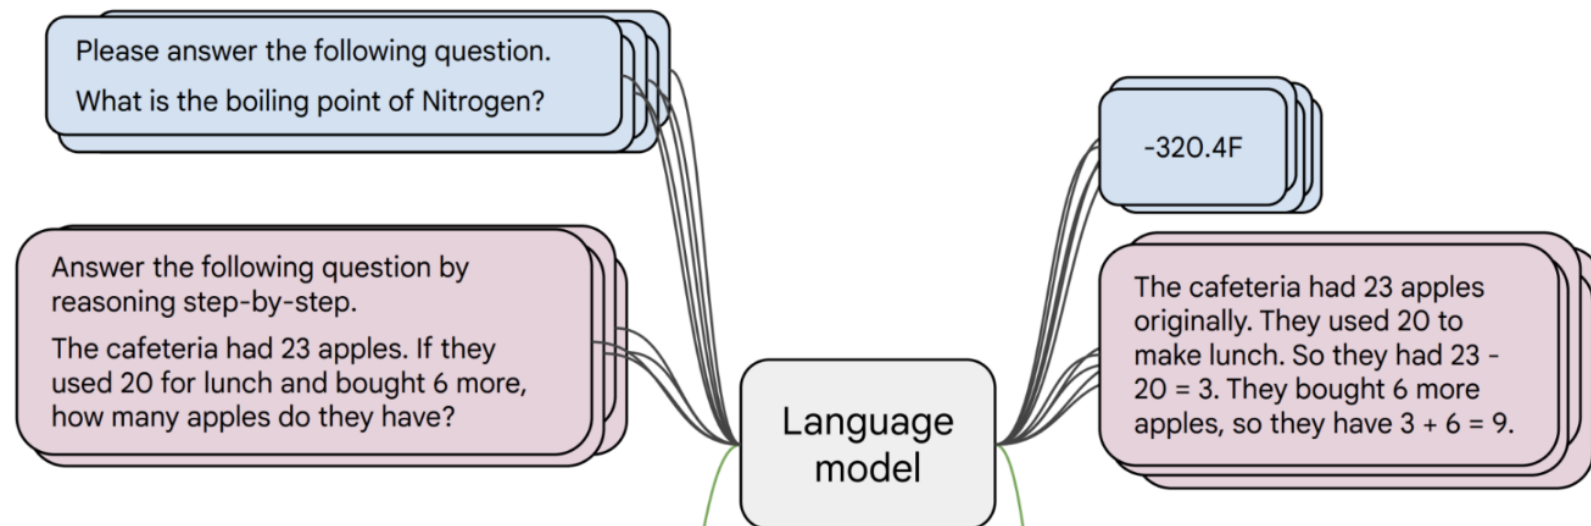 Please answer the following question.
What is the boiling point of Nitrogen?
-320.4F
Answer the following question by
reasoning step-by-step.
The cafeteria had 23 apples. If they
used 20 for lunch and bought 6 more,
how many apples do they have?
Language
model
The cafeteria had 23 apples
originally. They used 20 to
make lunch. So they had 23 -
20 = 3. They bought 6 more
apples, so they have 3 + 6 = 9.